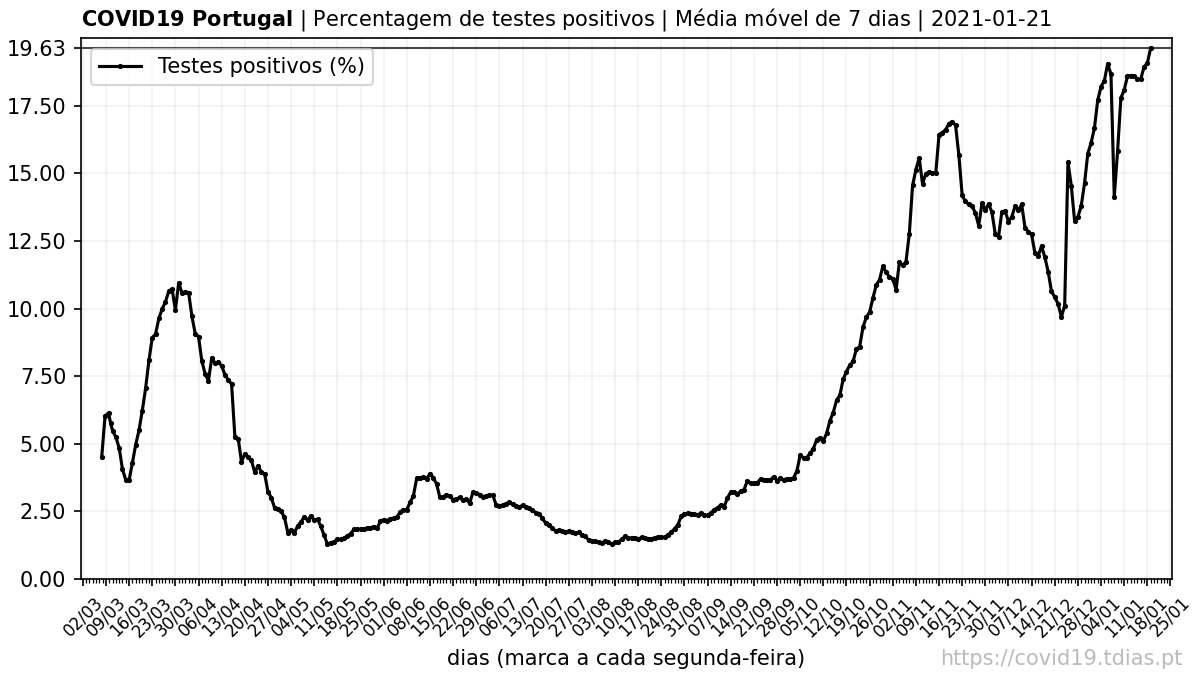 COVID19 Portugal | Percentagem de testes positivos | Média móvel de 7 dias | 2021-01-21
19.63
Testes positivos (%)
17.50
15.00
12.50
10.00
7.50
5.00
2.50
0.00
02/03 09/03 16/03 23/03 30/03 06/04 13/04 20/04 27/04 04/05 11/05 18/05 25/05 01/06 08/06 15/06 22/06 29/06 06/07 13/07 20/07 27/07 03/08 10/08 17/08 24/08 31/08 07/09 14/09 21/09 28/09 05/10 12/10 19/10 26/10 02/11 09/11 16/11 23/11 30/11 07/12 14/12 21/12 28/12 04/01 11/01 18/01 25/01
dias (marca a cada segunda-feira)
https://covid19.tdias.pt